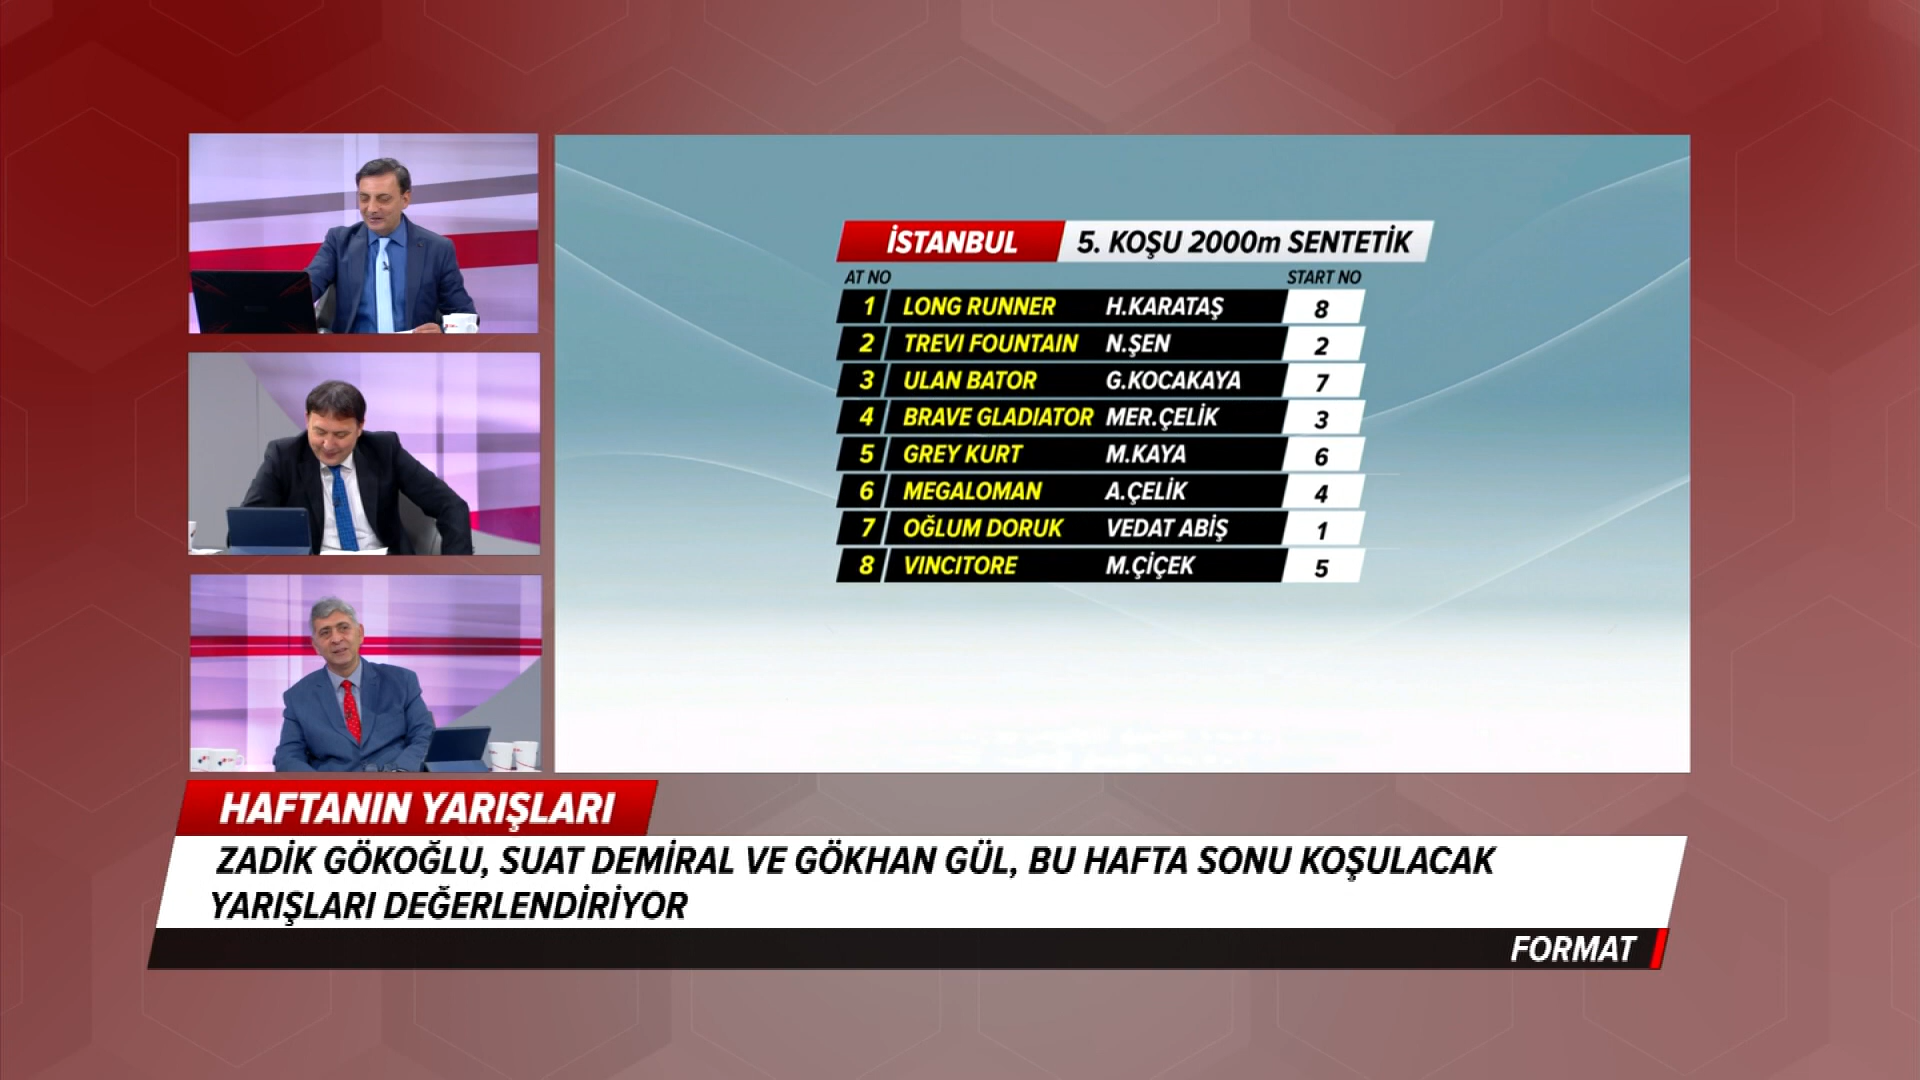 İSTANBUL 5. KOŞU 2000m SENTETİK
AT NO START NO
1 LONG RUNNER H.KARATAŞ 8
2 TREVI FOUNTAIN N.ŞEN 2
3 ULAN BATOR G.KOCAKAYA 7
4 BRAVE GLADIATOR MER.ÇELİK 3
5 GREY KURT M.KAYA 6
6 MEGALOMAN A.ÇELİK 4
7 OĞLUM DORUK VEDAT ABİŞ 1
8 VINCITORE M.ÇİÇEK 5
HAFTANIN YARIŞLARI
ZADİK GÖKOĞLU, SUAT DEMİRAL VE GÖKHAN GÜL, BU HAFTA SONU KOŞULACAK
YARIŞLARI DEĞERLENDİRİYOR
FORMAT